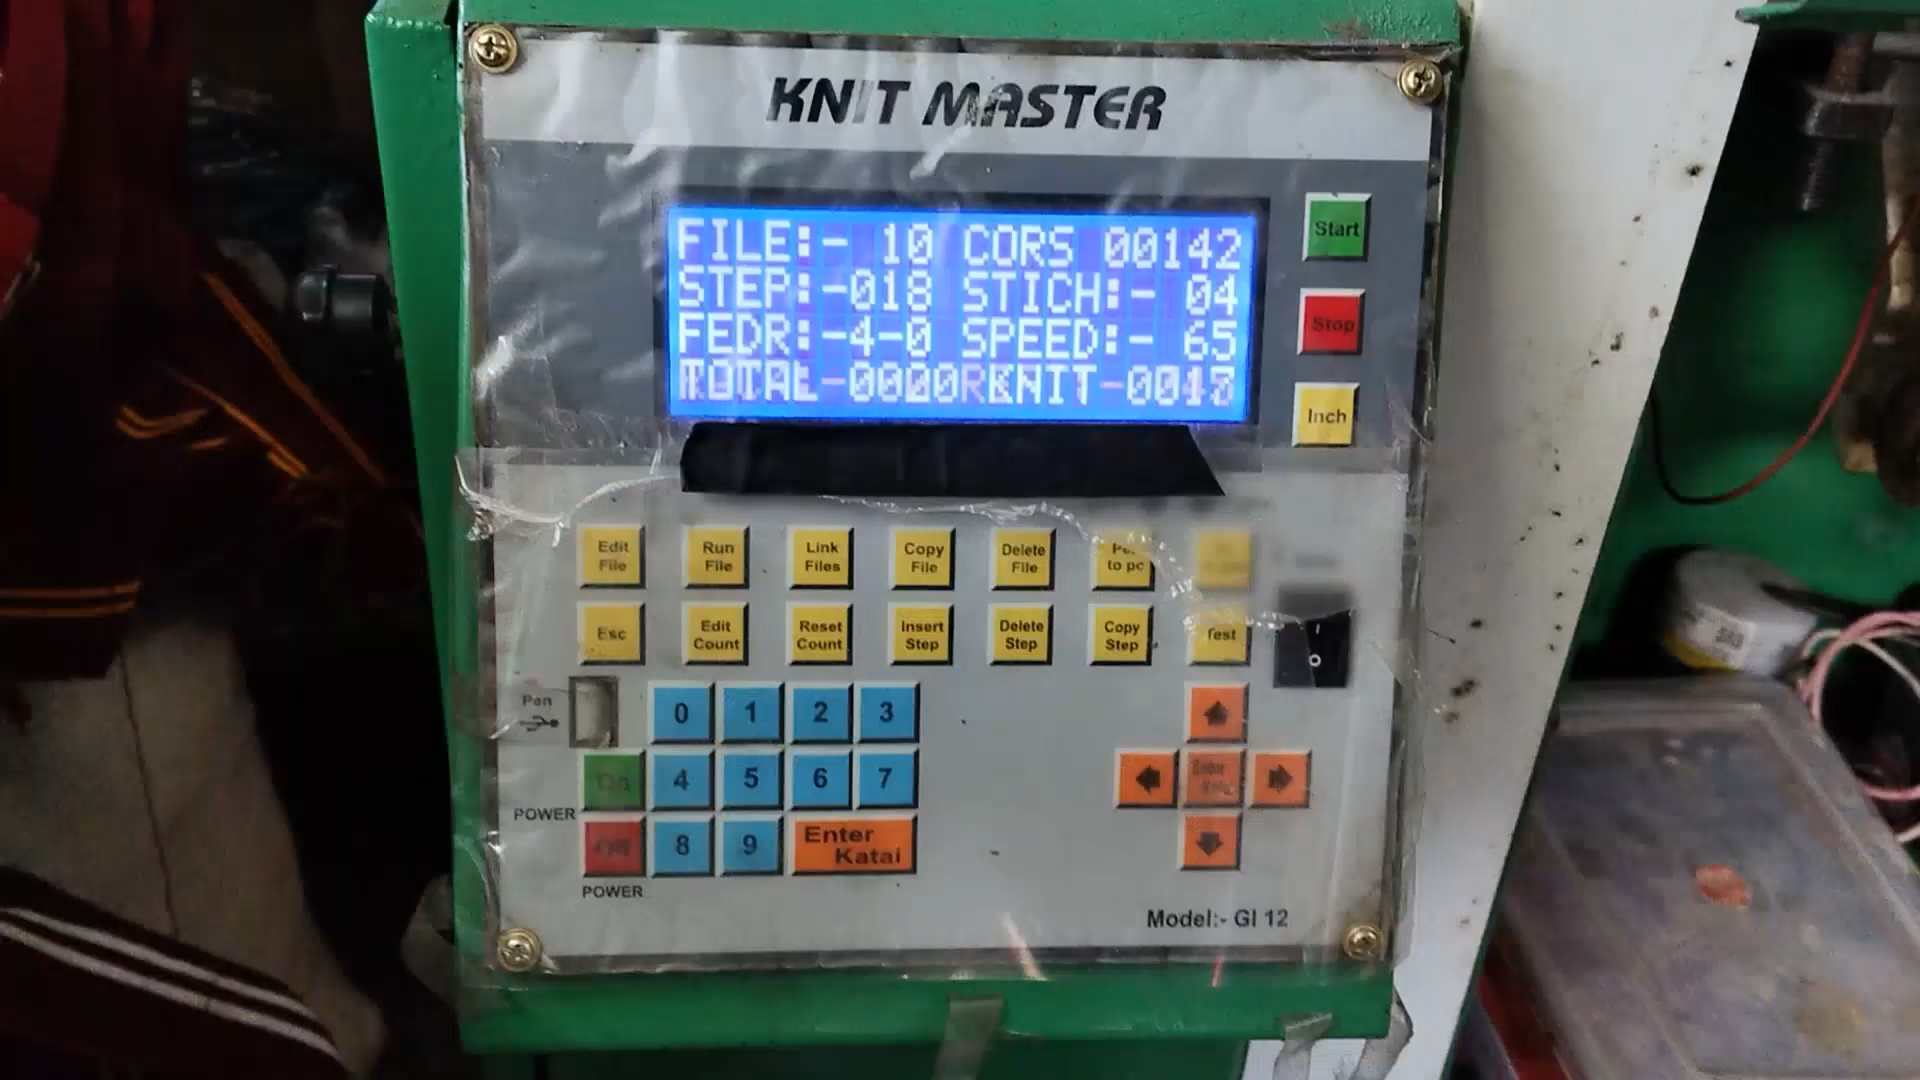 KNIT MASTER
FILE:- 10 CORS 00142
STEP:-018 STICH:- 04
FEDR:-4-0 SPEED:- 65
KNIT
Start
Stop
Inch
Edit File
Run File
Link Files
Copy File
Delete File
to pc
Esc
Edit Count
Reset Count
Insert Step
Delete Step
Copy Step
Test
I
O
Pen
0 1 2 3
4 5 6 7
8 9 Enter Katai
POWER
POWER
Model:- GI 12